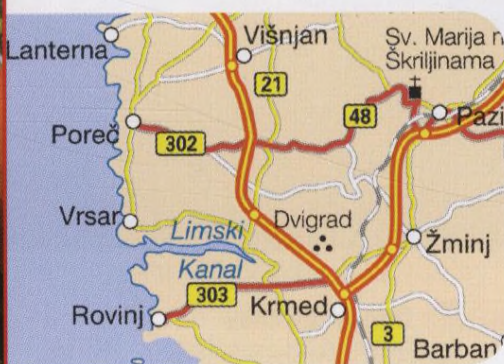 Lanterna
Višnjan
Sv. Marija
Škriljinama
21
48
Poreč
302
Vrsar
Limski
Kanal
Dvigrad
Žminj
303
Rovinj
Krmed
3
Barban